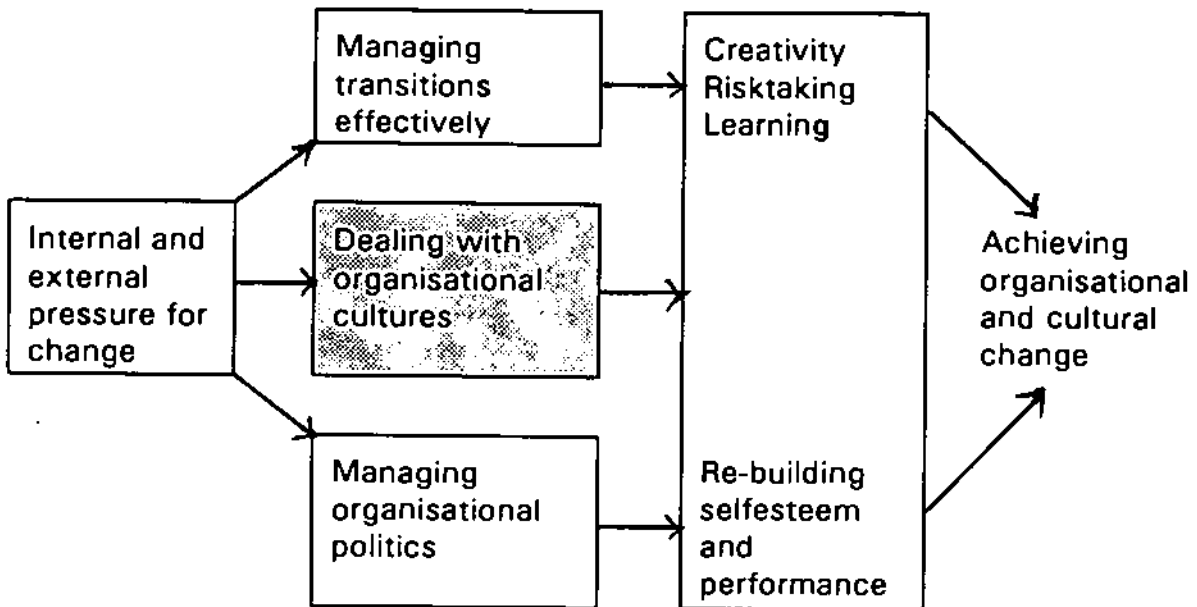 Internal and
external
pressure for
change
Managing
transitions
effectively
Dealing with
organisational
cultures
Managing
organisational
politics
Creativity
Risktaking
Learning
Re-building
selfesteem
and
performance
Achieving
organisational
and cultural
change